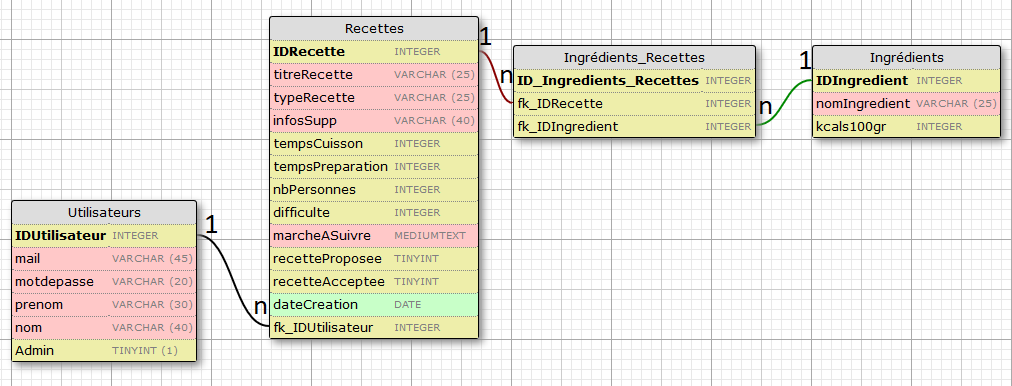 Utilisateurs
IDUtilisateur INTEGER
mail VARCHAR (45)
motdepasse VARCHAR (20)
prenom VARCHAR (30)
nom VARCHAR (40)
Admin TINYINT (1)
1
n
Recettes
IDRecette INTEGER
titreRecette VARCHAR (25)
typeRecette VARCHAR (25)
infosSupp VARCHAR (40)
tempsCuisson INTEGER
tempsPreparation INTEGER
nbPersonnes INTEGER
difficulte INTEGER
marcheASuivre MEDIUMTEXT
recetteProposee TINYINT
recetteAcceptee TINYINT
dateCreation DATE
fk_IDUtilisateur INTEGER
1
n
Ingrédients_Recettes
ID_Ingredients_Recettes INTEGER
fk_IDRecette INTEGER
fk_IDIngredient INTEGER
n
1
Ingrédients
IDIngredient INTEGER
nomIngredient VARCHAR (25)
kcals100gr INTEGER